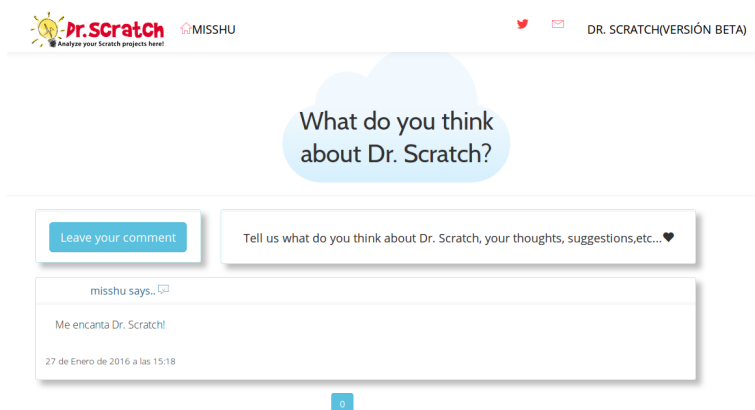 Dr.Scratch
Analyze your Scratch projects here!
MISSHU
DR. SCRATCH(VERSIÓN BETA)
What do you think
about Dr. Scratch?
Leave your comment
Tell us what do you think about Dr. Scratch, your thoughts, suggestions,etc...♥
misshu says..
Me encanta Dr. Scratch!
27 de Enero de 2016 a las 15:18
0